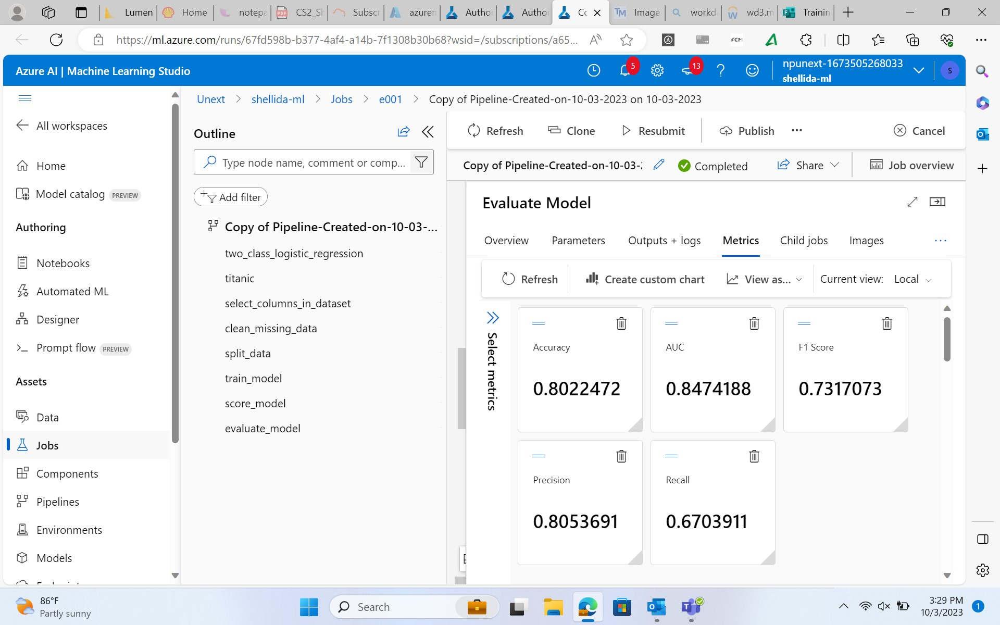 Lumen
Home
notepa
CS2_Sh
Subscr
azurem
Autho
Autho
Co
TM
Image
workda
wd3.m
Trainin
https://ml.azure.com/runs/67fd598b-b377-4af4-a14b-7f1308b30b68?wsid=/subscriptions/a65...
FCM
Azure AI | Machine Learning Studio
5
13
npunext-1673505268033
shellida-ml
S
Unext > shellida-ml > Jobs > e001 > Copy of Pipeline-Created-on-10-03-2023 on 10-03-2023
All workspaces
Home
Model catalog PREVIEW
Authoring
Notebooks
Automated ML
Designer
Prompt flow PREVIEW
Assets
Data
Jobs
Components
Pipelines
Environments
Models
Outline
Type node name, comment or comp...
Add filter
Copy of Pipeline-Created-on-10-03-...
two_class_logistic_regression
titanic
select_columns_in_dataset
clean_missing_data
split_data
train_model
score_model
evaluate_model
Refresh
Clone
Resubmit
Publish
...
Cancel
Copy of Pipeline-Created-on-10-03-
Completed
Share
Job overview
Evaluate Model
Overview
Parameters
Outputs + logs
Metrics
Child jobs
Images
...
Refresh
Create custom chart
View as...
Current view: Local
Select metrics
Accuracy
0.8022472
AUC
0.8474188
F1 Score
0.7317073
Precision
0.8053691
Recall
0.6703911
86°F
Partly sunny
Search
3:29 PM
10/3/2023
1